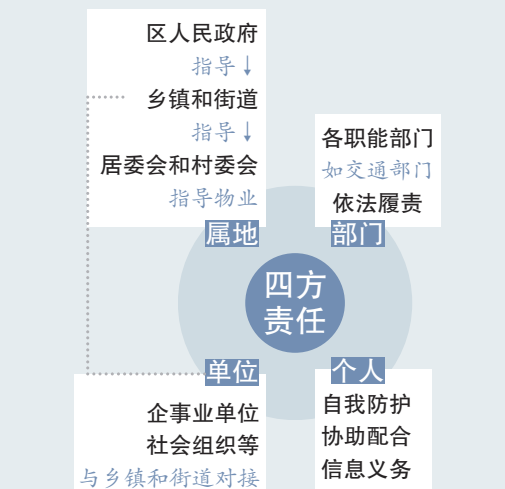 区人民政府
指导↓
乡镇和街道
指导↓
居委会和村委会
指导物业
属地
各职能部门
如交通部门
依法履责
部门
四方
责任
单位
企事业单位
社会组织等
与乡镇和街道对接
个人
自我防护
协助配合
信息义务